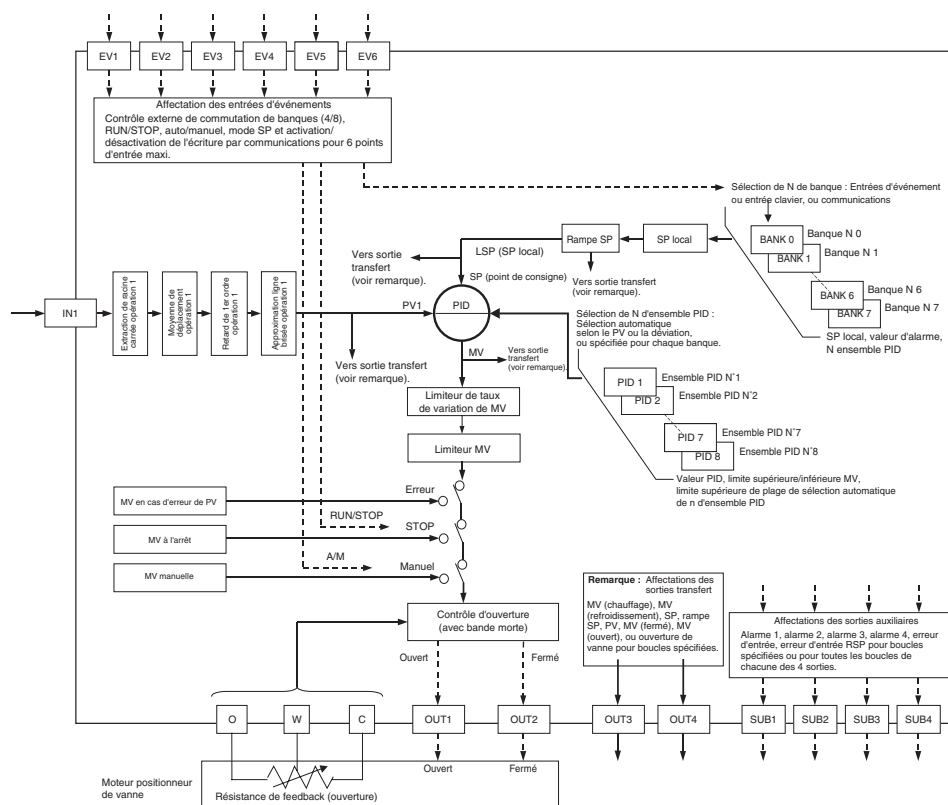 EV1
EV2
EV3
EV4
EV5
EV6
Affectation des entrées d'événements
Contrôle externe de commutation de banques (4/8),
RUN/STOP, auto/manuel, mode SP et activation/
désactivation de l'écriture par communications pour 6 points
d'entrée maxi.
Sélection de N de banque : Entrées d'événement
ou entrée clavier, ou communications
BANK 0
Banque N 0
BANK 1
Banque N 1
BANK 6
Banque N 6
BANK 7
Banque N 7
SP local, valeur d'alarme,
N ensemble PID
SP local
Rampe SP
LSP (SP local)
Vers sortie
transfert
(voir remarque).
SP (point de consigne)
Vers sortie transfert
(voir remarque).
IN1
Extraction de racine
carrée opération 1
Moyenne de
déplacement
opération 1
Retard de 1er ordre
opération 1
Approximation ligne
brisée opération 1
PV1
PID
Vers sortie transfert
(voir remarque).
MV
Vers sortie
transfert
(voir remarque).
Sélection de N d'ensemble PID :
Sélection automatique
selon le PV ou la déviation,
ou spécifiée pour chaque banque.
PID 1
Ensemble PID N°1
PID 2
Ensemble PID N°2
PID 7
Ensemble PID N°7
PID 8
Ensemble PID N°8
Valeur PID, limite supérieure/inférieure MV,
limite supérieure de plage de sélection automatique
de n d'ensemble PID
Limiteur de taux
de variation de MV
Limiteur MV
MV en cas d'erreur de PV
Erreur
RUN/STOP
MV à l'arrêt
STOP
A/M
MV manuelle
Manuel
Contrôle d'ouverture
(avec bande morte)
Ouvert
Fermé
Remarque : Affectations des
sorties transfert
MV (chauffage), MV
(refroidissement), SP, rampe
SP, PV, MV (fermé), MV
(ouvert), ou ouverture de
vanne pour boucles spécifiées.
Affectations des sorties auxiliaires
Alarme 1, alarme 2, alarme 3, alarme 4, erreur
d'entrée, erreur d'entrée RSP pour boucles
spécifiées ou pour toutes les boucles de
chacune des 4 sorties.
O
W
C
OUT1
OUT2
OUT3
OUT4
SUB1
SUB2
SUB3
SUB4
Ouvert
Fermé
Moteur positionneur
de vanne
Résistance de feedback (ouverture)